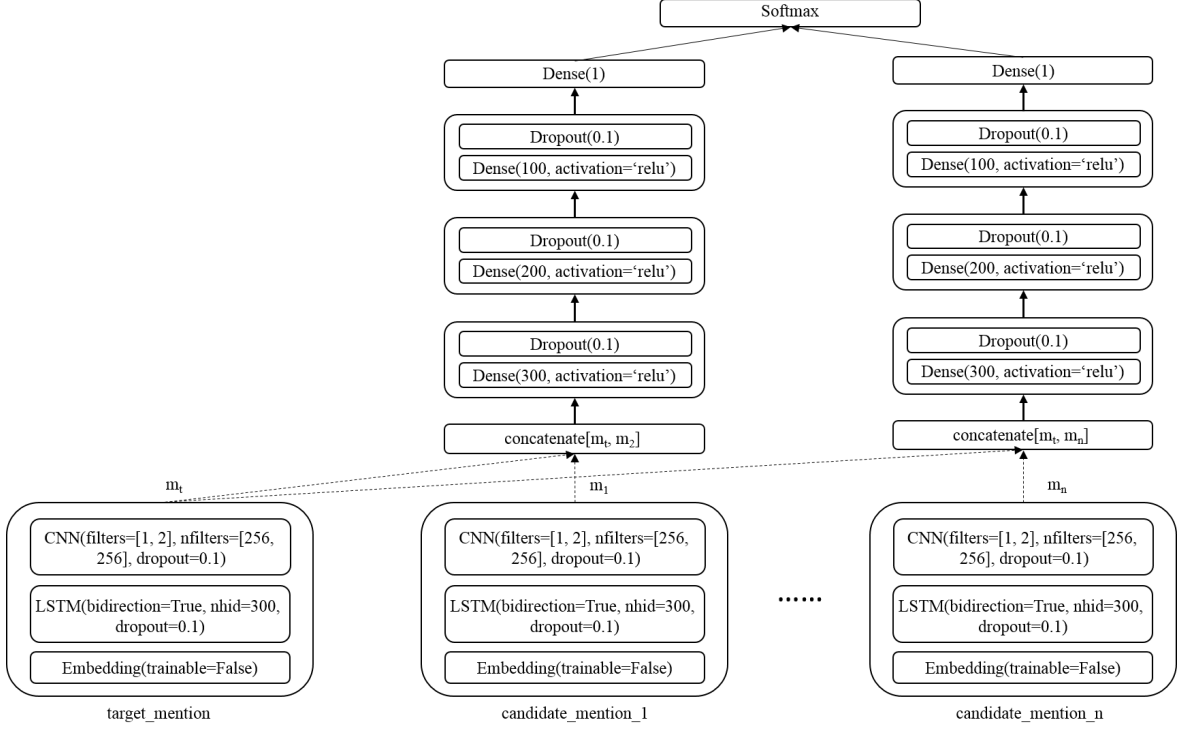 Softmax
Dense(1)
Dense(1)
Dropout(0.1)
Dense(100, activation=‘relu’)
Dropout(0.1)
Dense(100, activation=‘relu’)
Dropout(0.1)
Dense(200, activation=‘relu’)
Dropout(0.1)
Dense(200, activation=‘relu’)
Dropout(0.1)
Dense(300, activation=‘relu’)
Dropout(0.1)
Dense(300, activation=‘relu’)
concatenate[mt, m2]
concatenate[mt, mn]
mt
m1
mn
CNN(filters=[1, 2], nfilters=[256,
256], dropout=0.1)
LSTM(bidirection=True, nhid=300,
dropout=0.1)
Embedding(trainable=False)
target_mention
CNN(filters=[1, 2], nfilters=[256,
256], dropout=0.1)
LSTM(bidirection=True, nhid=300,
dropout=0.1)
Embedding(trainable=False)
candidate_mention_1
……
CNN(filters=[1, 2], nfilters=[256,
256], dropout=0.1)
LSTM(bidirection=True, nhid=300,
dropout=0.1)
Embedding(trainable=False)
candidate_mention_n